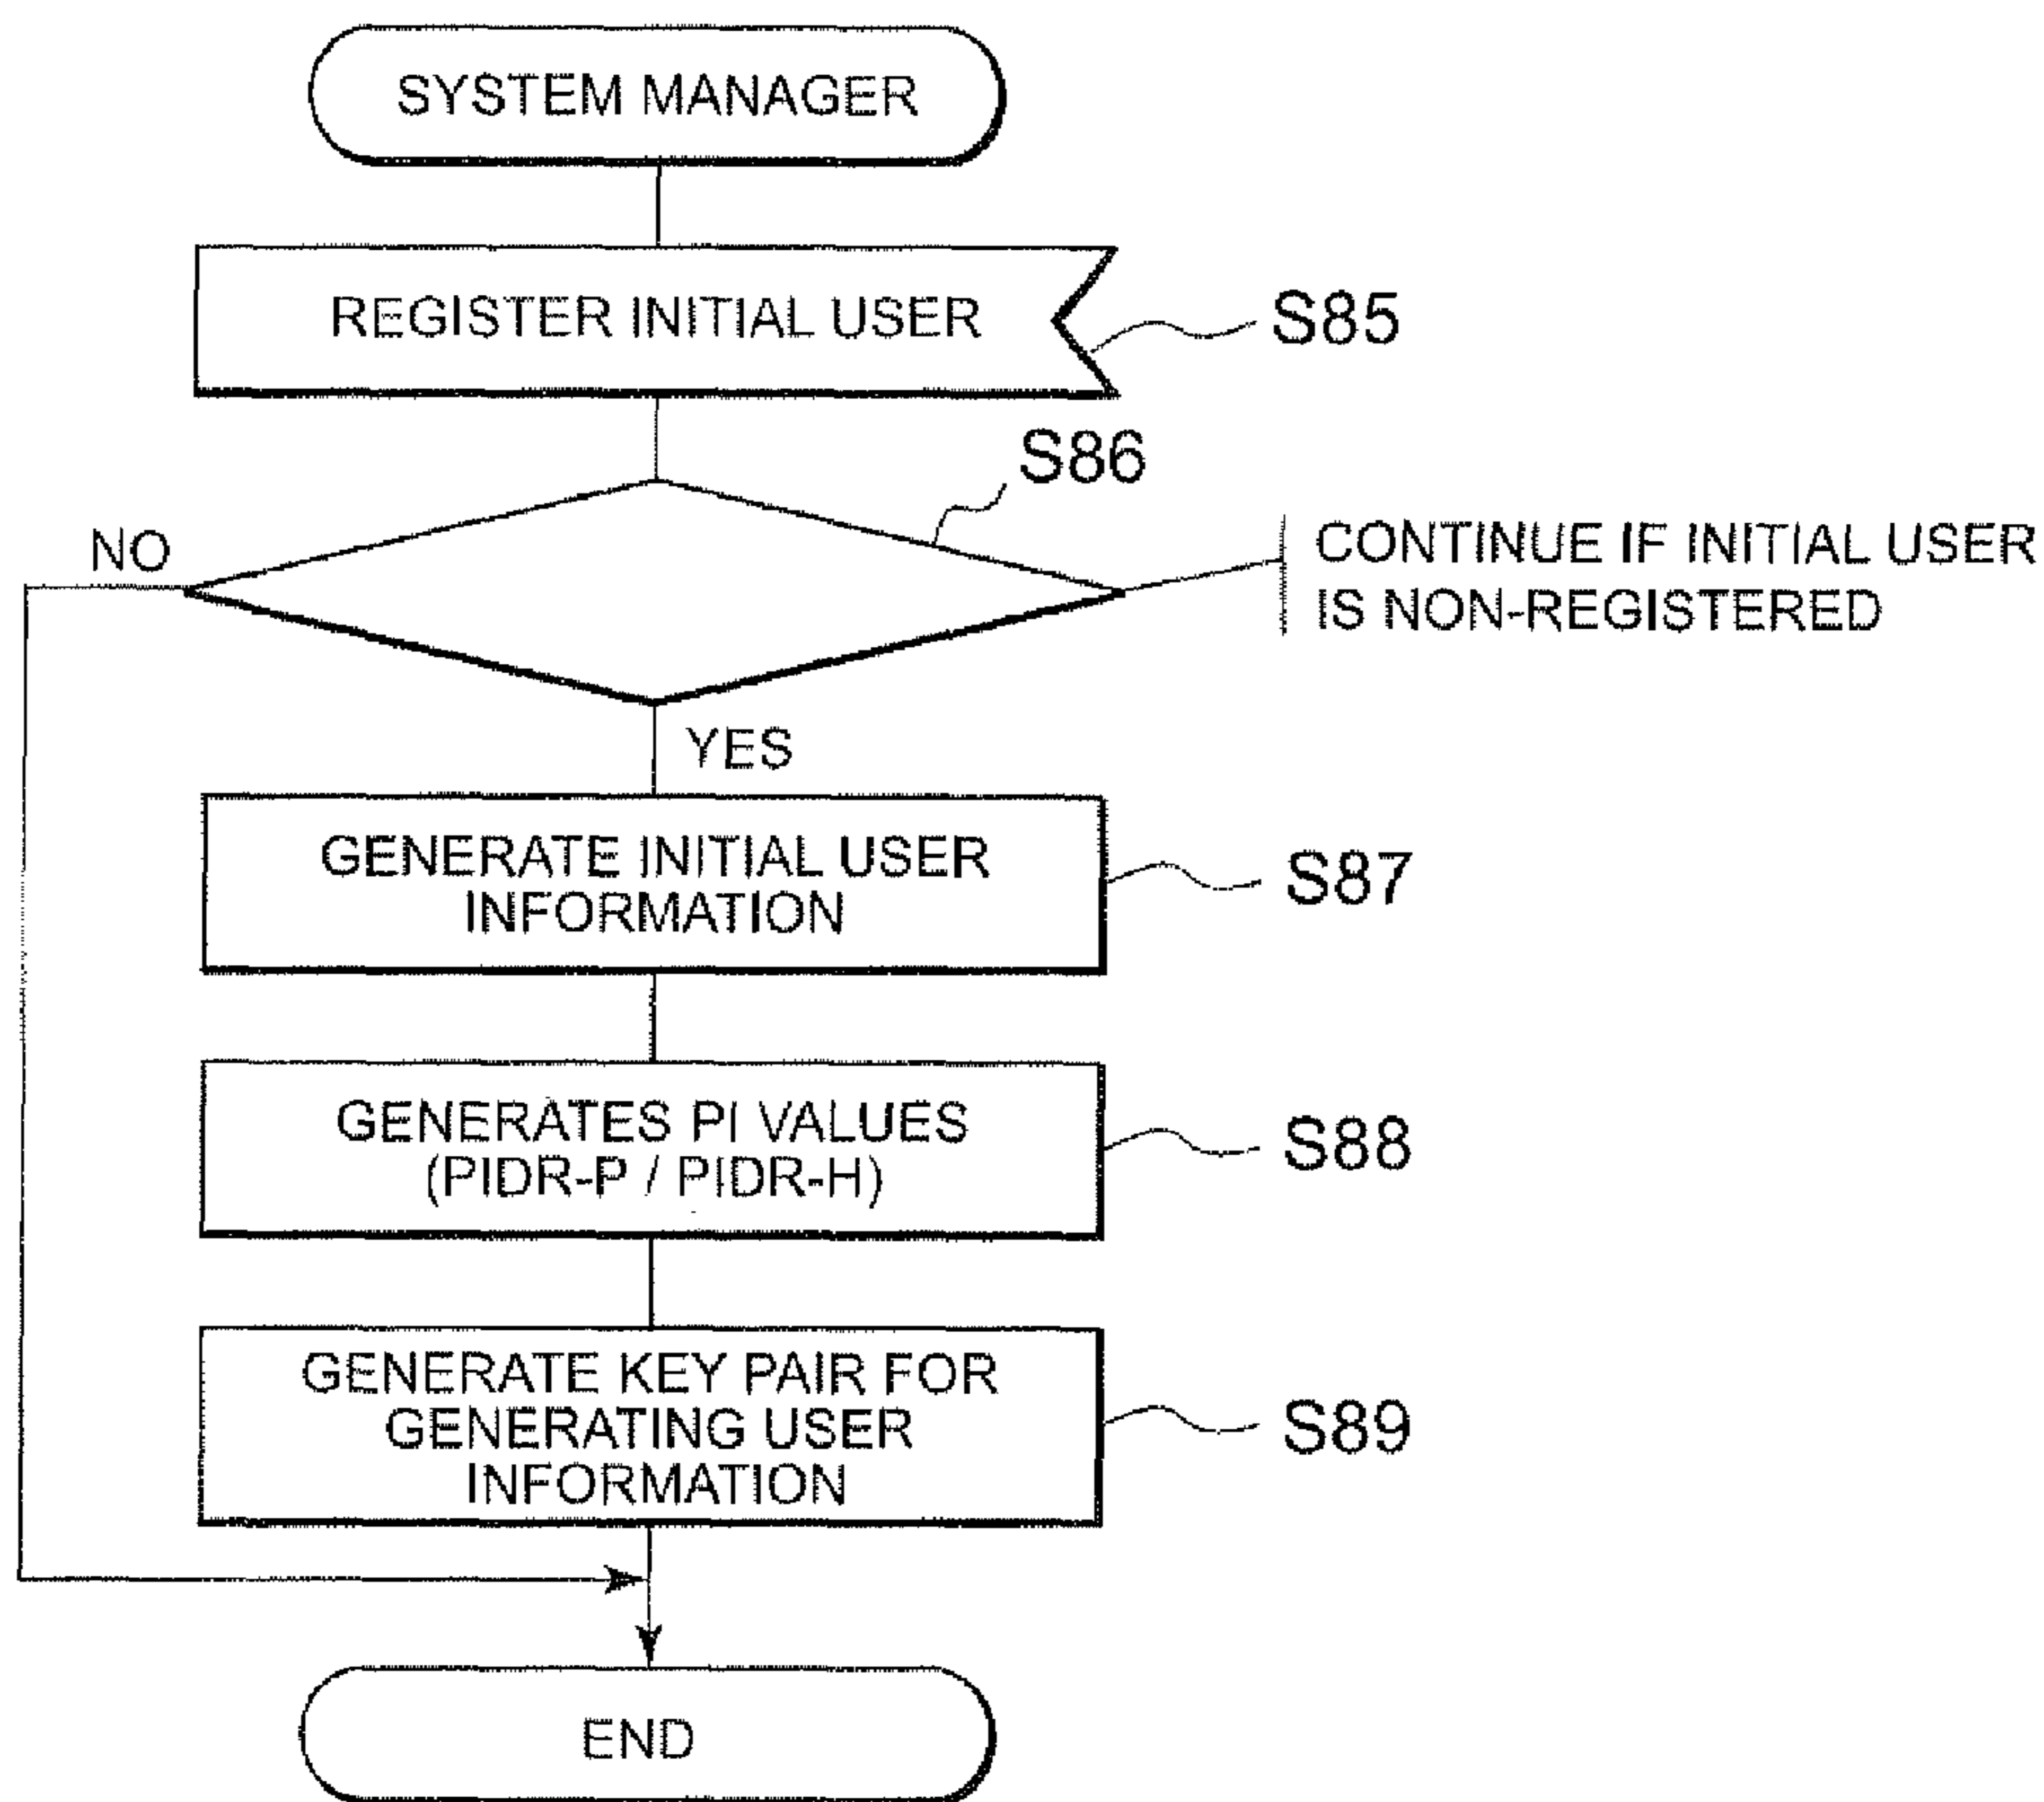 SYSTEM MANAGER
REGISTER INITIAL USER
S85
S86
NO
CONTINUE IF INITIAL USER
IS NON-REGISTERED
YES
GENERATE INITIAL USER
INFORMATION
S87
GENERATES PI VALUES
(PIDR-P / PIDR-H)
S88
GENERATE KEY PAIR FOR
GENERATING USER
INFORMATION
S89
END